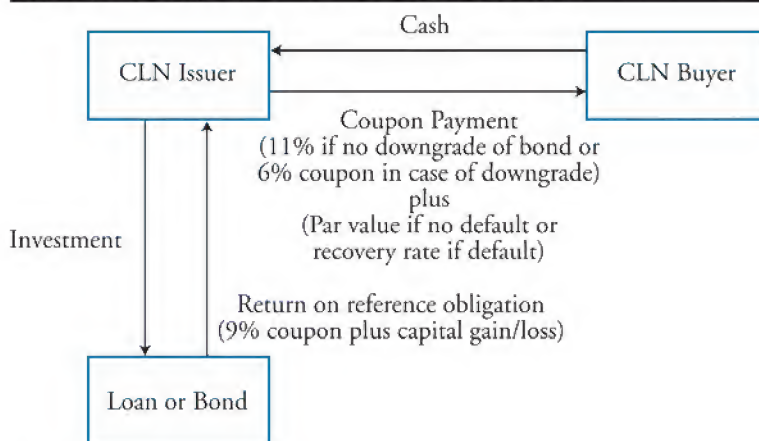 Cash
CLN Issuer
CLN Buyer
Coupon Payment
(11% if no downgrade of bond or
6% coupon in case of downgrade)
plus
(Par value if no default or
recovery rate if default)
Investment
Return on reference obligation
(9% coupon plus capital gain/loss)
Loan or Bond